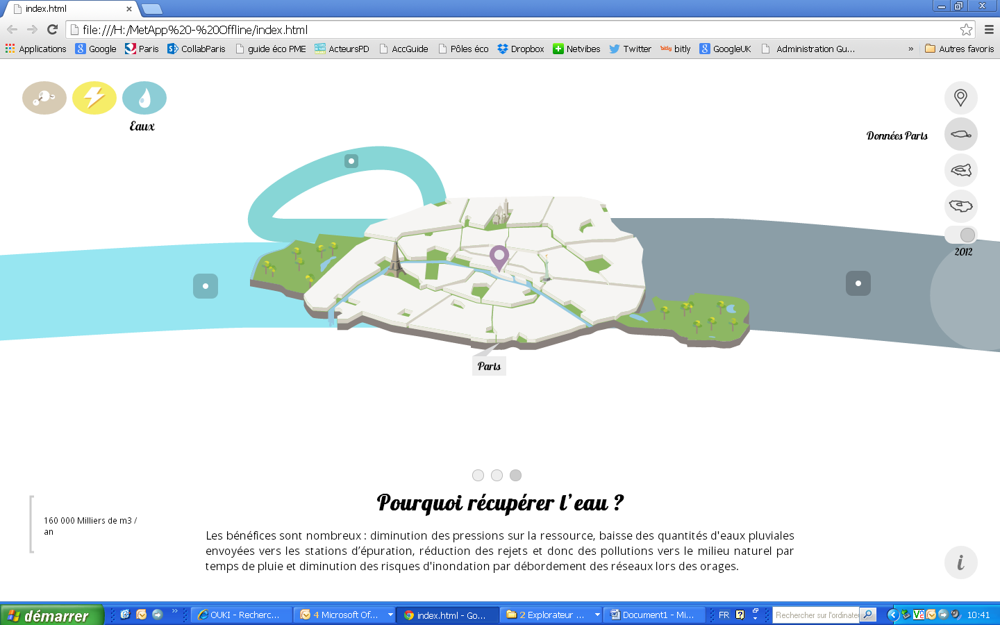 index.html
file:///H:/MetApp%20-%20Offline/index.html
Applications Google Paris CollabParis guide éco PME ActeursPD AccGuide Pôles éco Dropbox Netvibes Twitter bitly bitly GoogleUK Administration Gu... » Autres favoris
Eaux
Données Paris
2012
Paris
Pourquoi récupérer l'eau ?
160 000 Milliers de m3 /
an
Les bénéfices sont nombreux : diminution des pressions sur la ressource, baisse des quantités d'eaux pluviales
envoyées vers les stations d'épuration, réduction des rejets et donc des pollutions vers le milieu naturel par
temps de pluie et diminution des risques d'inondation par débordement des réseaux lors des orages.
i
démarrer » OUKI - Recherc... 4 Microsoft Of... index.html - Go... 2 Explorateur ... Document1 - Mi... FR Rechercher sur l'ordinate 10:41